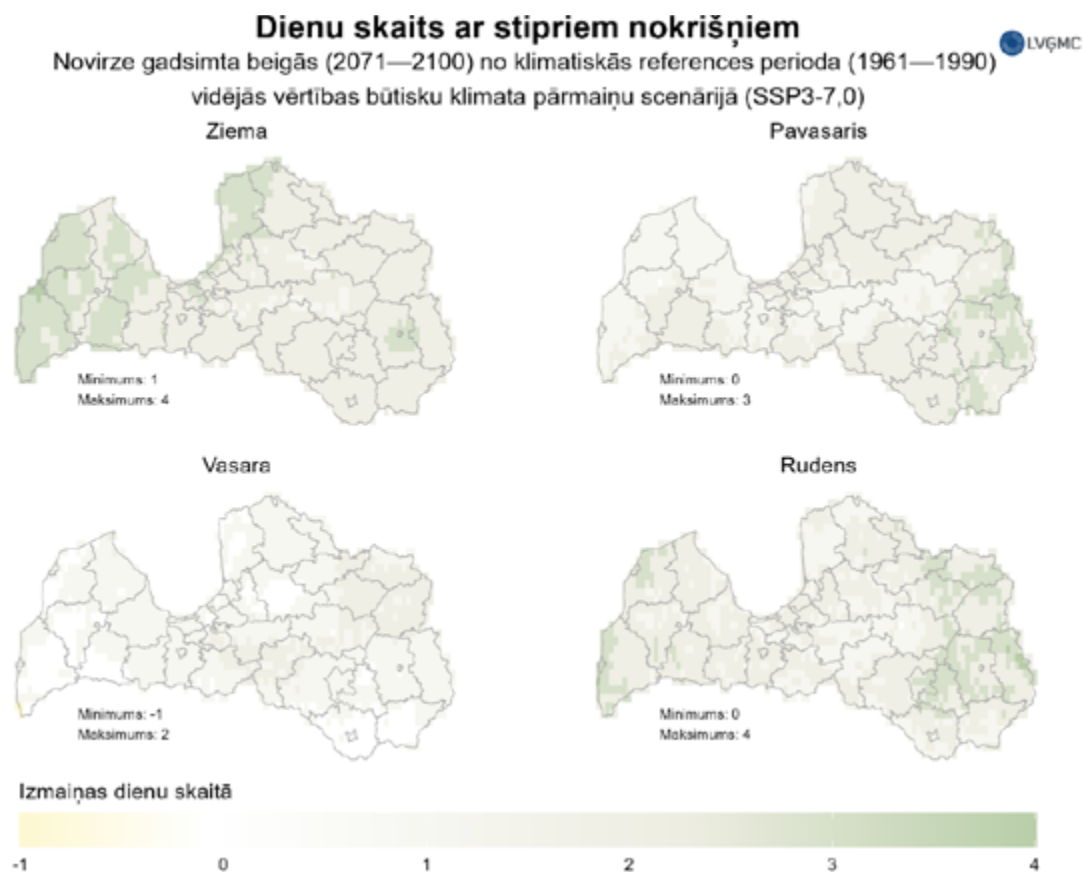 Dienu skaits ar stipriem nokrišņiem
LVĢMC
Novirze gadsimta beigās (2071—2100) no klimatiskās references perioda (1961—1990)
vidējās vērtības būtisku klimata pārmaiņu scenārijā (SSP3-7,0)
Ziema
Pavasaris
Minimums: 1
Maksimums: 4
Minimums: 0
Maksimums: 3
Vasara
Rudens
Minimums: -1
Maksimums: 2
Minimums: 0
Maksimums: 4
Izmaiņas dienu skaitā
-1 0 1 2 3 4